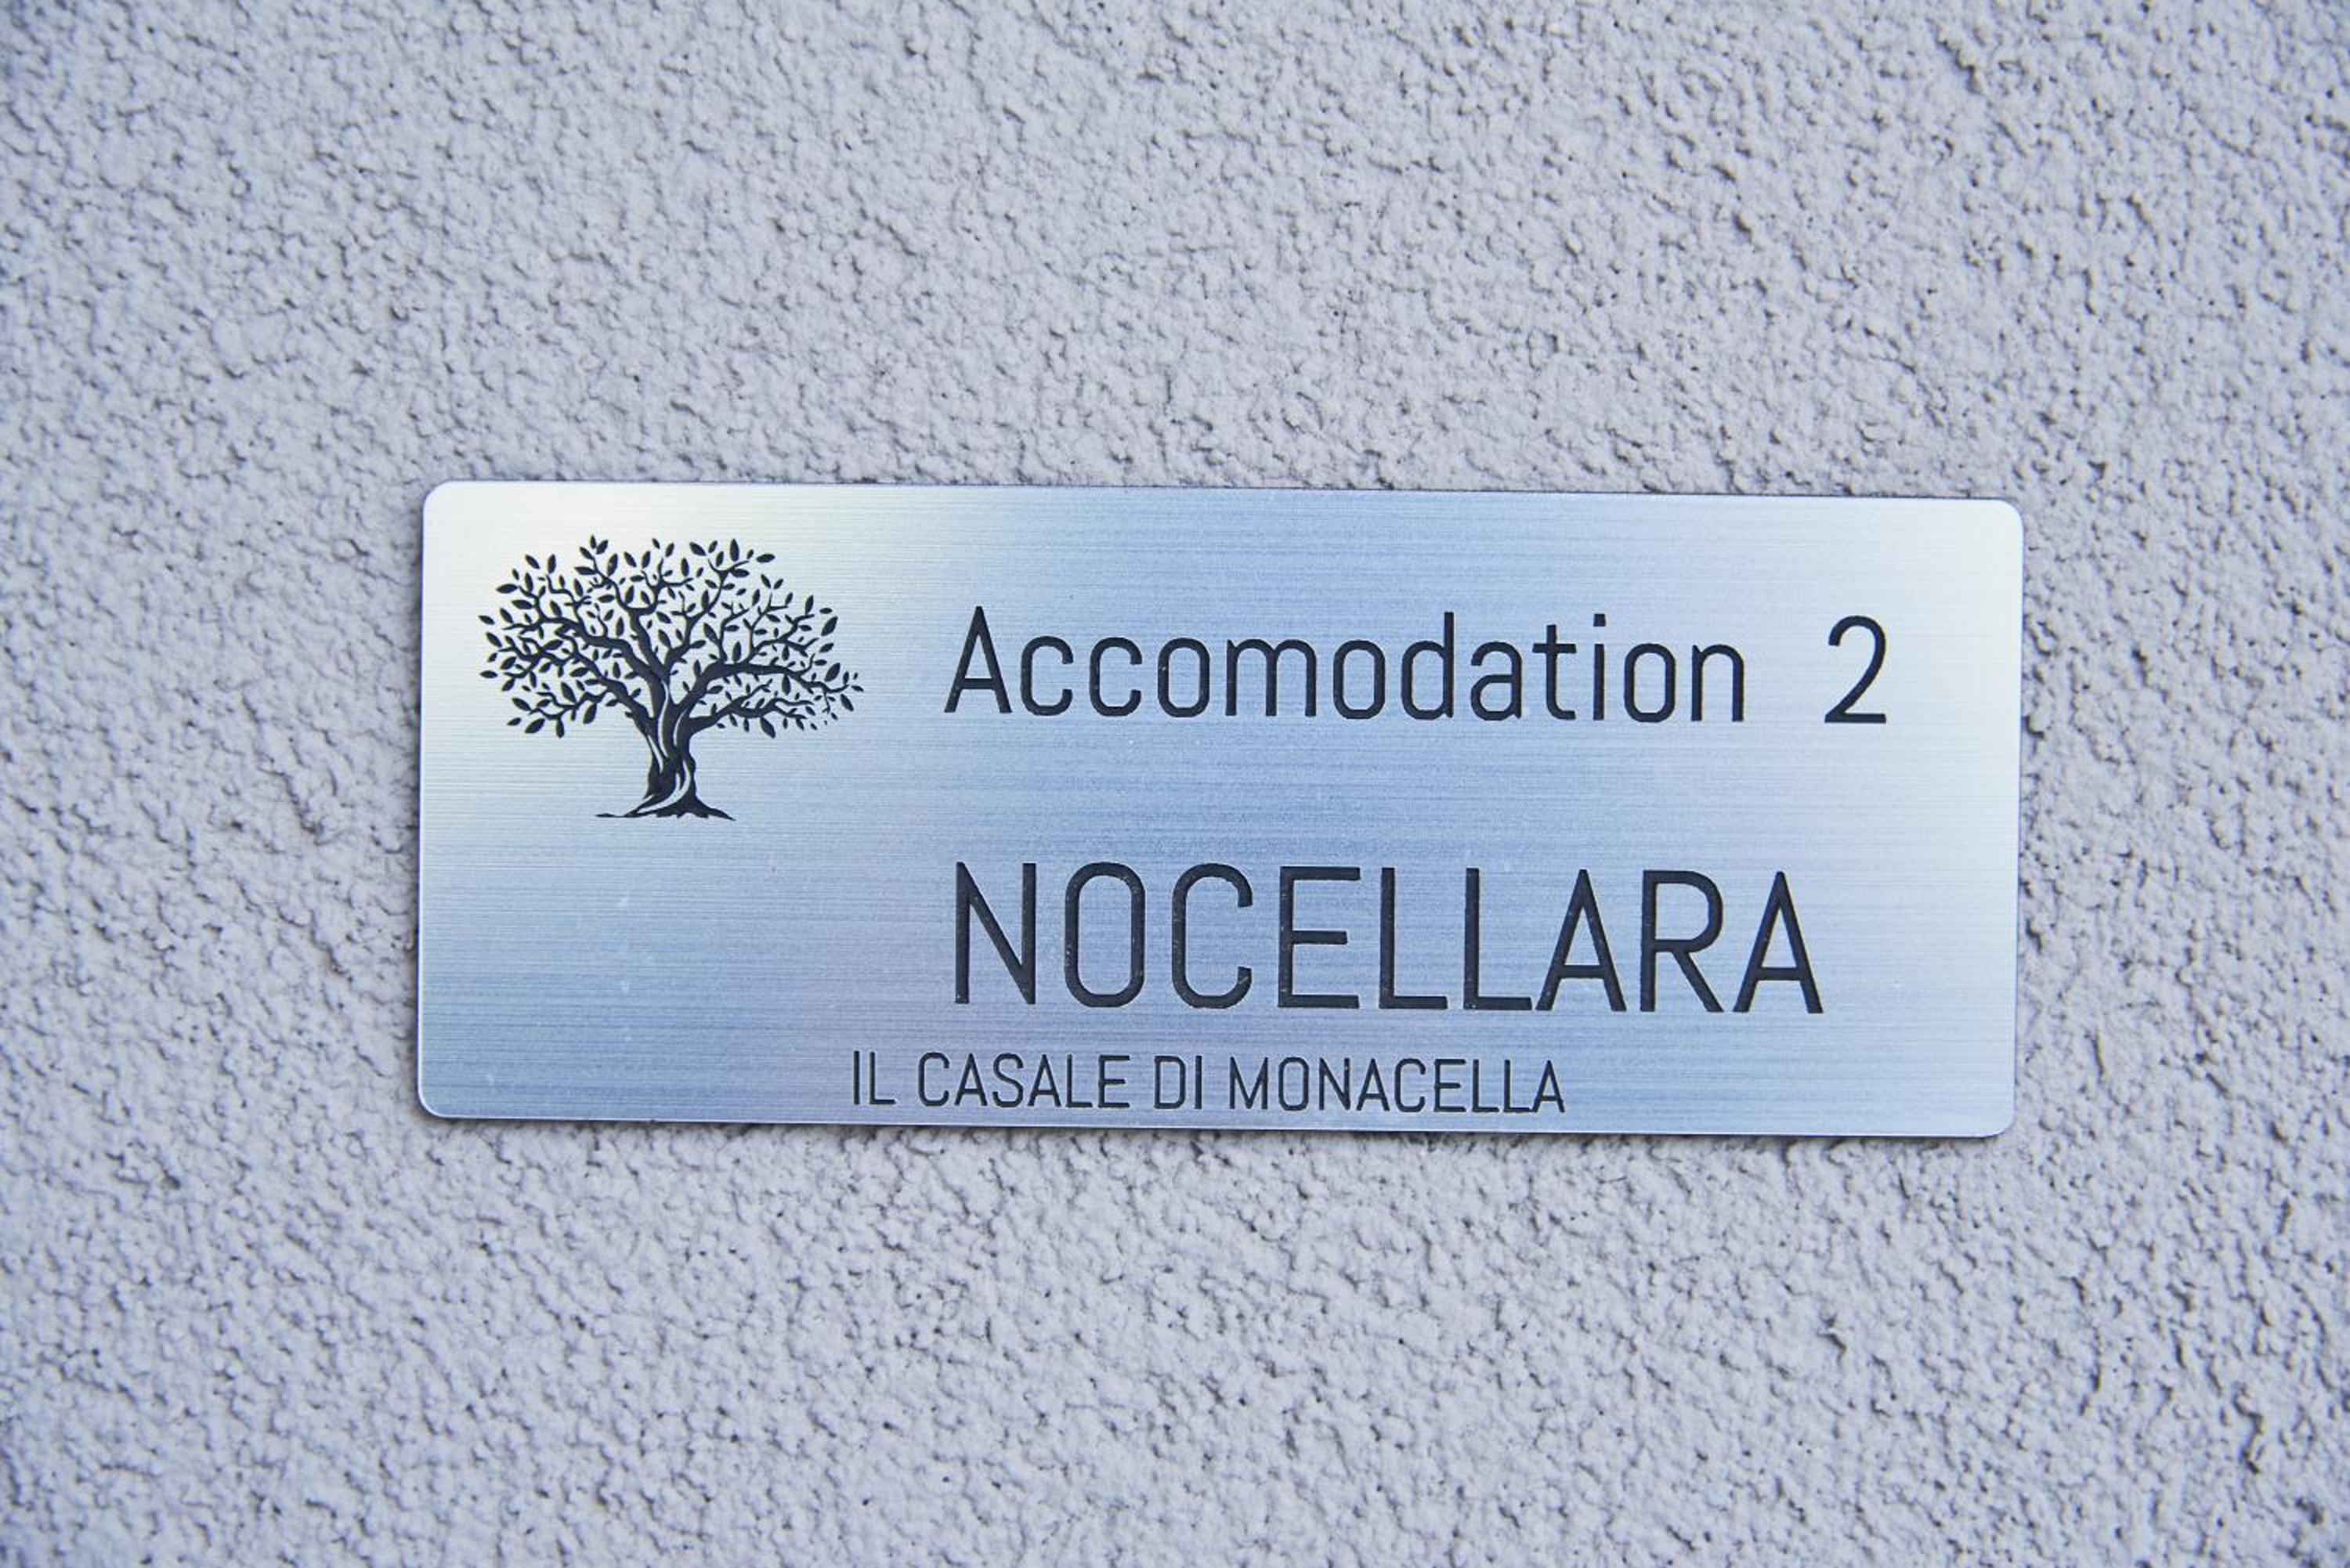 Accomodation 2
NOCELLARA
IL CASALE DI MONACELLA